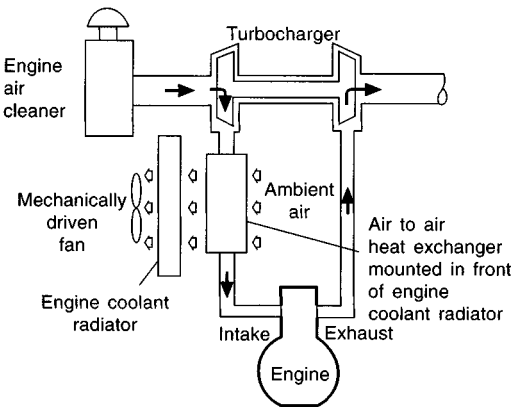 Turbocharger
Engine
air
cleaner
Mechanically
driven
fan
Ambient
air
Air to air
heat exchanger
mounted in front
of engine
coolant radiator
Engine coolant
radiator
Intake
Exhaust
Engine